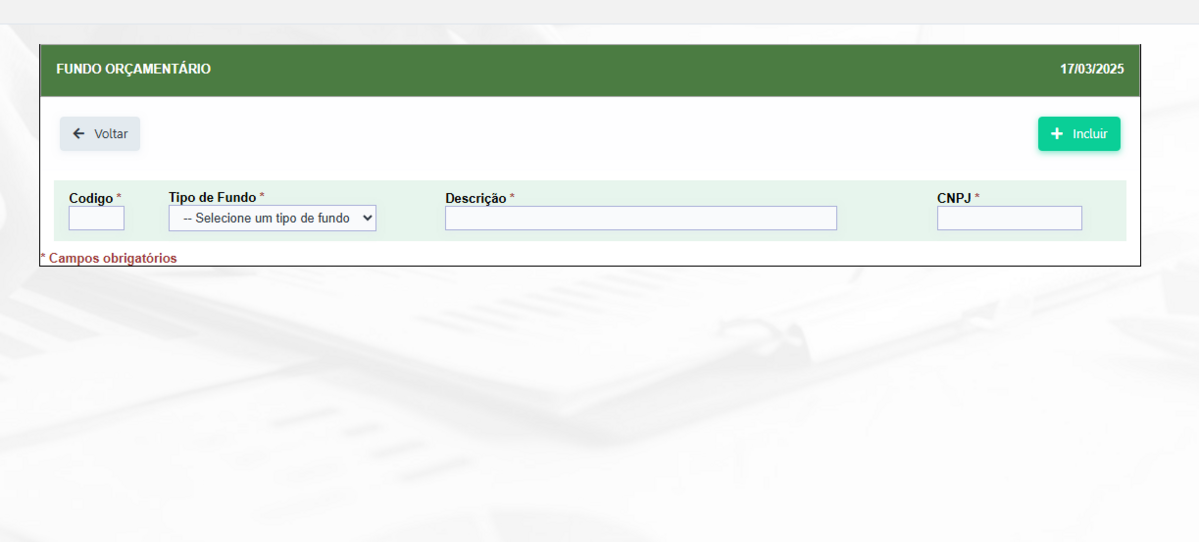 FUNDO ORÇAMENTÁRIO 17/03/2025
Voltar Incluir
Codigo * Tipo de Fundo * Descrição * CNPJ *
-- Selecione um tipo de fundo
* Campos obrigatórios